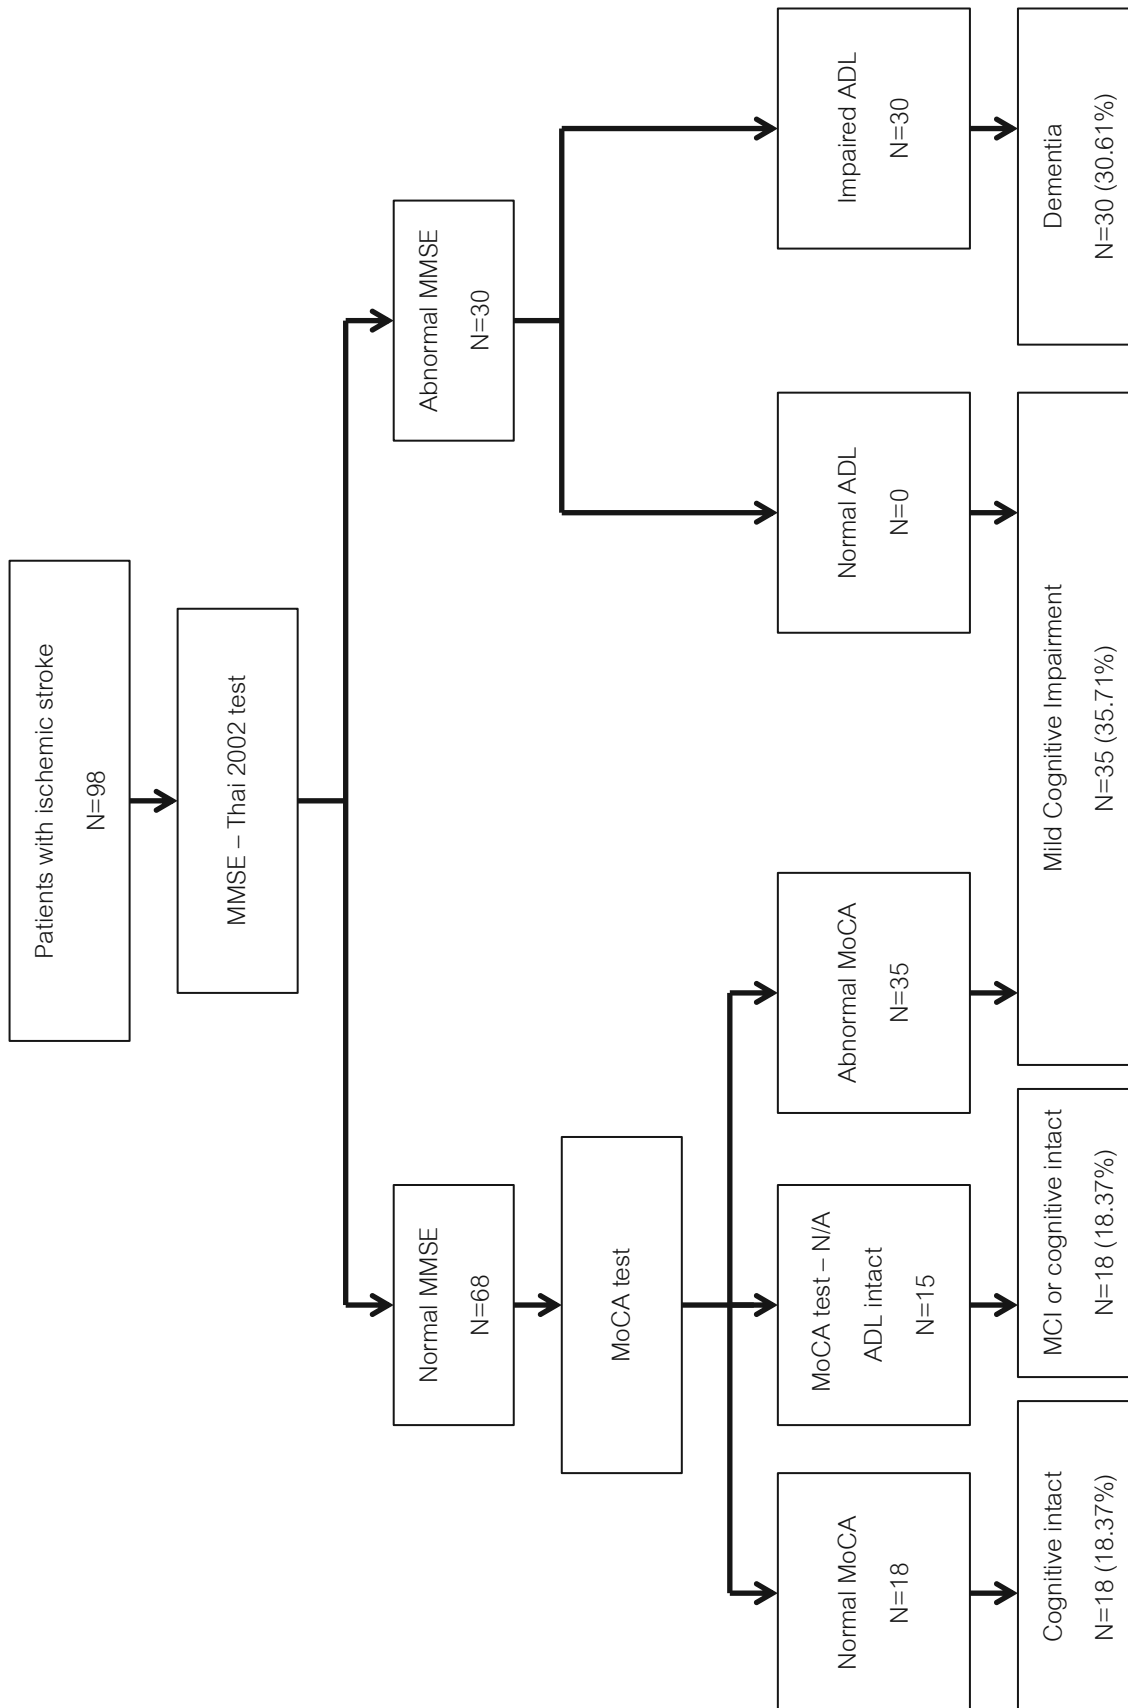 Patients with ischemic stroke
N=98
MMSE – Thai 2002 test
Normal MMSE
N=68
Abnormal MMSE
N=30
MoCA test
Normal MoCA
N=18
MoCA test – N/A
ADL intact
N=15
Abnormal MoCA
N=35
Normal ADL
N=0
Impaired ADL
N=30
Cognitive intact
N=18 (18.37%)
MCI or cognitive intact
N=18 (18.37%)
Mild Cognitive Impairment
N=35 (35.71%)
Dementia
N=30 (30.61%)